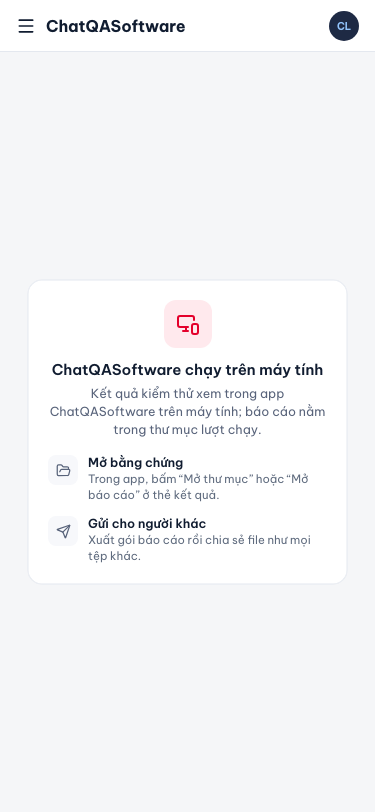 ChatQASoftware
CL
ChatQASoftware chạy trên máy tính
Kết quả kiểm thử xem trong app
ChatQASoftware trên máy tính; báo cáo nằm
trong thư mục lượt chạy.
Mở bằng chứng
Trong app, bấm “Mở thư mục” hoặc “Mở
báo cáo” ở thẻ kết quả.
Gửi cho người khác
Xuất gói báo cáo rồi chia sẻ file như mọi
tệp khác.